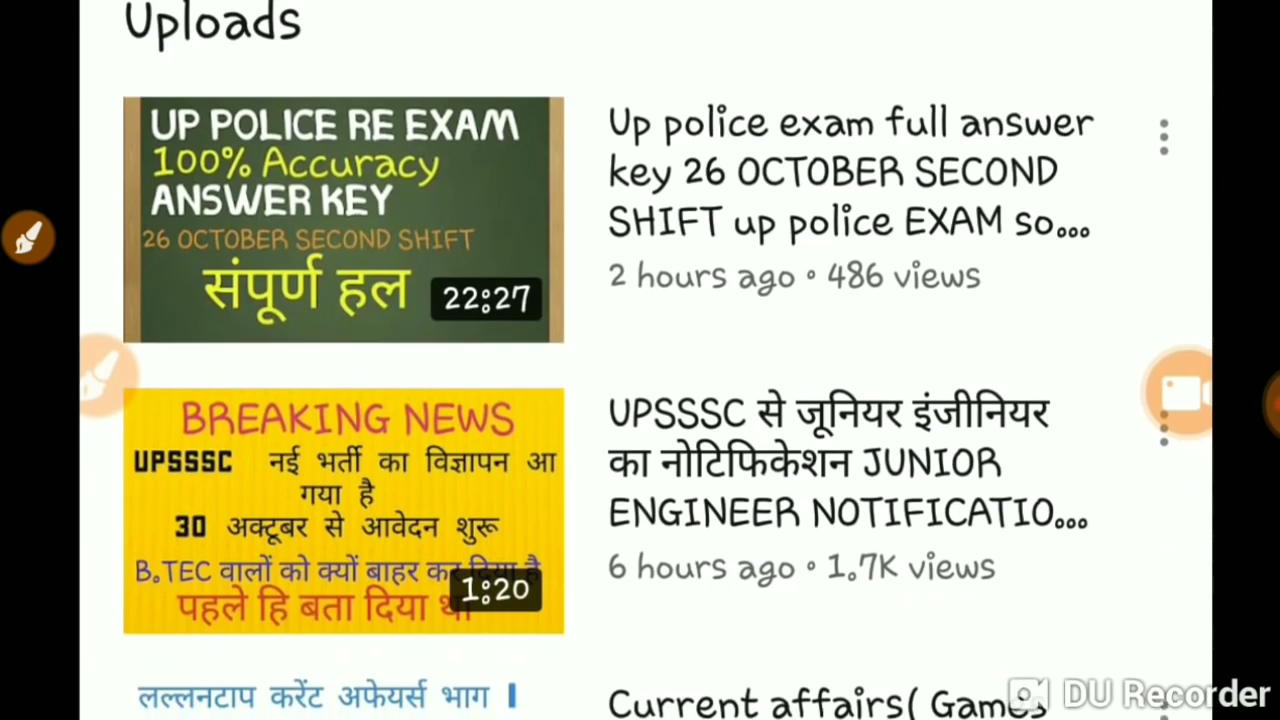 Uploads
UP POLICE RE EXAM
100% Accuracy
ANSWER KEY
26 OCTOBER SECOND SHIFT
संपूर्ण हल
22:27
Up police exam full answer
key 26 OCTOBER SECOND
SHIFT up police EXAM so...
2 hours ago • 486 views
BREAKING NEWS
UPSSSC नई भर्ती का विज्ञापन आ
गया है
30 अक्टूबर से आवेदन शुरू
B.TEC वालों को क्यों बाहर कर दिया है
पहले हि बता दिया था
1:20
UPSSSC से जूनियर इंजीनियर
का नोटिफिकेशन JUNIOR
ENGINEER NOTIFICATIO...
6 hours ago • 1.7K views
लल्लनटाप करेंट अफेयर्स भाग I
Current affairs( Games
DU Recorder